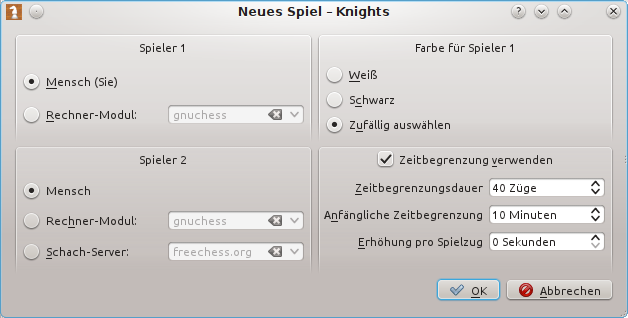 Neues Spiel – Knights
Spieler 1
Mensch (Sie)
Rechner-Modul:
gnuchess
Farbe für Spieler 1
Weiß
Schwarz
Zufällig auswählen
Spieler 2
Mensch
Rechner-Modul:
gnuchess
Schach-Server:
freechess.org
Zeitbegrenzung verwenden
Zeitbegrenzungsdauer 40 Züge
Anfängliche Zeitbegrenzung 10 Minuten
Erhöhung pro Spielzug 0 Sekunden
OK
Abbrechen